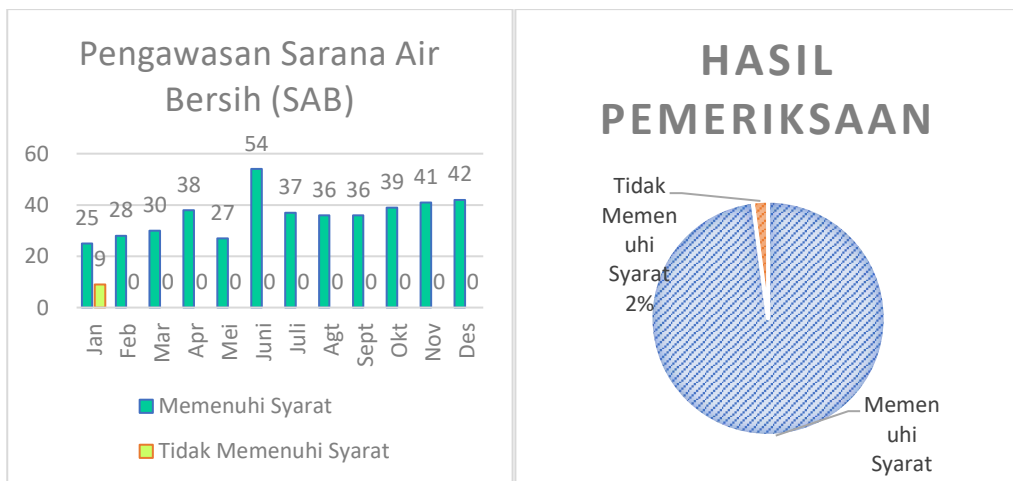 Pengawasan Sarana Air
Bersih (SAB)
60
40
20
0
25
28
30
38
27
54
37
36
36
39
41
42
9
0
0
0
0
0
0
0
0
0
0
0
Jan
Feb
Mar
Apr
Mei
Juni
Juli
Agt
Sept
Okt
Nov
Des
Memenuhi Syarat
Tidak Memenuhi Syarat
HASIL
PEMERIKSAAN
Tidak
Memen
uhi
Syarat
2%
Memen
uhi
Syarat